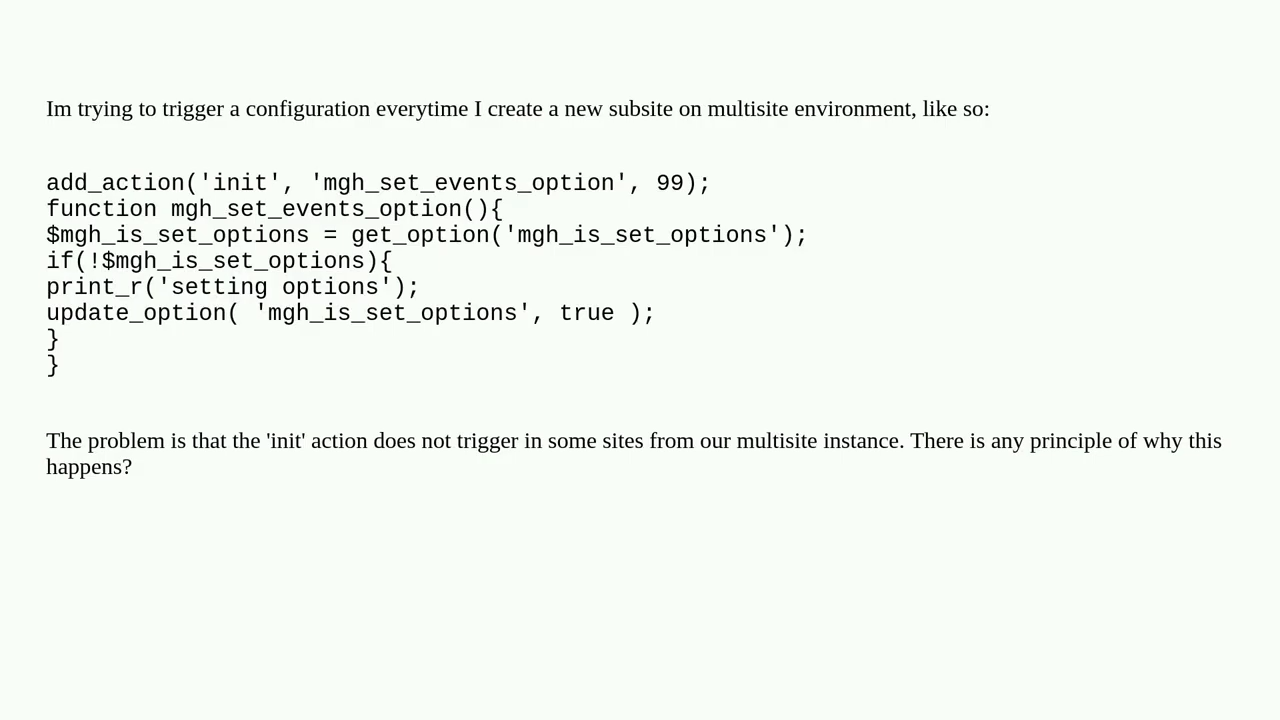 Im trying to trigger a configuration everytime I create a new subsite on multisite environment, like so:
add_action('init', 'mgh_set_events_option', 99);
function mgh_set_events_option(){
$mgh_is_set_options = get_option('mgh_is_set_options');
if(!$mgh_is_set_options){
print_r('setting options');
update_option( 'mgh_is_set_options', true );
}
}
The problem is that the 'init' action does not trigger in some sites from our multisite instance. There is any principle of why this
happens?